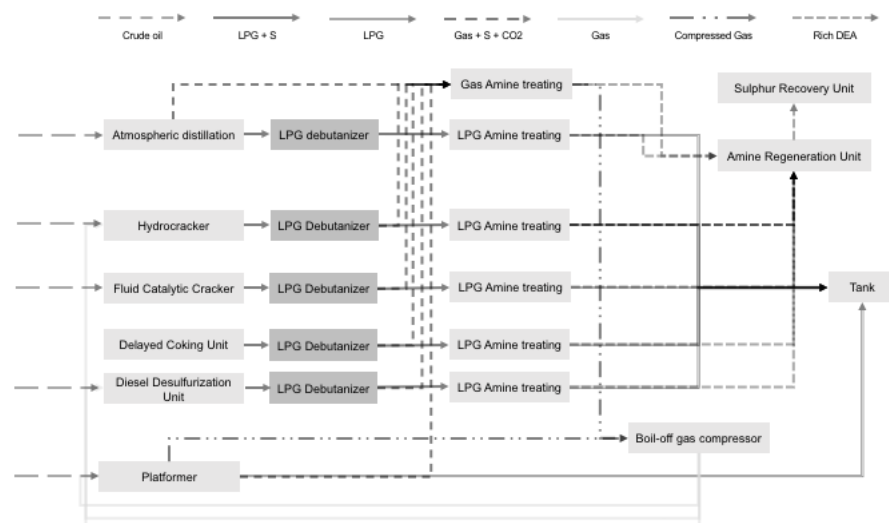 Crude oil
LPG + S
LPG
Gas + S + CO2
Gas
Compressed Gas
Rich DEA
Gas Amine treating
Sulphur Recovery Unit
Atmospheric distillation
LPG debutanizer
LPG Amine treating
Amine Regeneration Unit
Hydrocracker
LPG Debutanizer
LPG Amine treating
Fluid Catalytic Cracker
LPG Debutanizer
LPG Amine treating
Tank
Delayed Coking Unit
LPG Debutanizer
LPG Amine treating
Diesel Desulfurization
Unit
LPG Debutanizer
LPG Amine treating
Boil-off gas compressor
Platformer